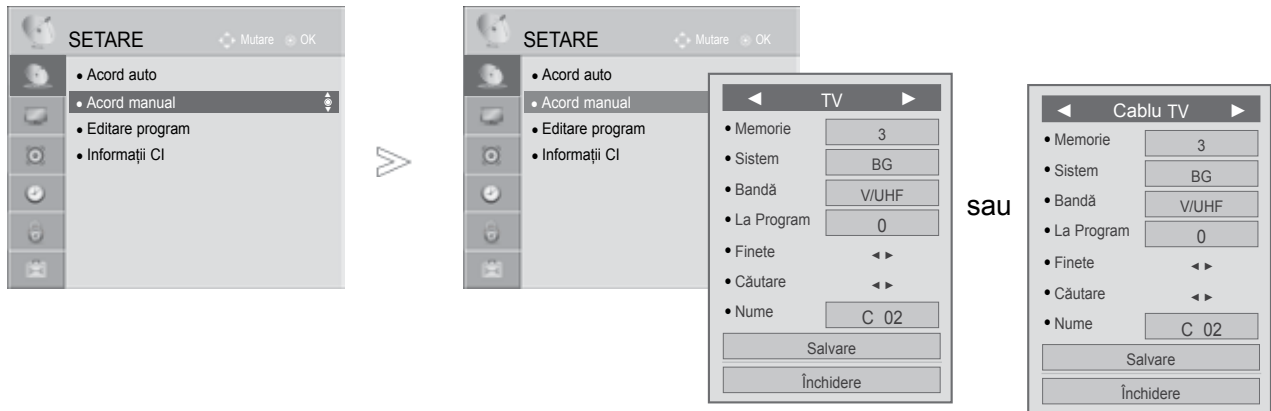 SETARE
Mutare OK
• Acord auto
• Acord manual
• Editare program
• Informații CI
SETARE
Mutare OK
• Acord auto
• Acord manual
• Editare program
• Informații CI
◄ TV ►
• Memorie 3
• Sistem BG
• Bandă V/UHF
• La Program 0
• Finete ◄ ►
• Căutare ◄ ►
• Nume C 02
Salvare
Închidere
sau
◄ Cablu TV ►
• Memorie 3
• Sistem BG
• Bandă V/UHF
• La Program 0
• Finete ◄ ►
• Căutare ◄ ►
• Nume C 02
Salvare
Închidere